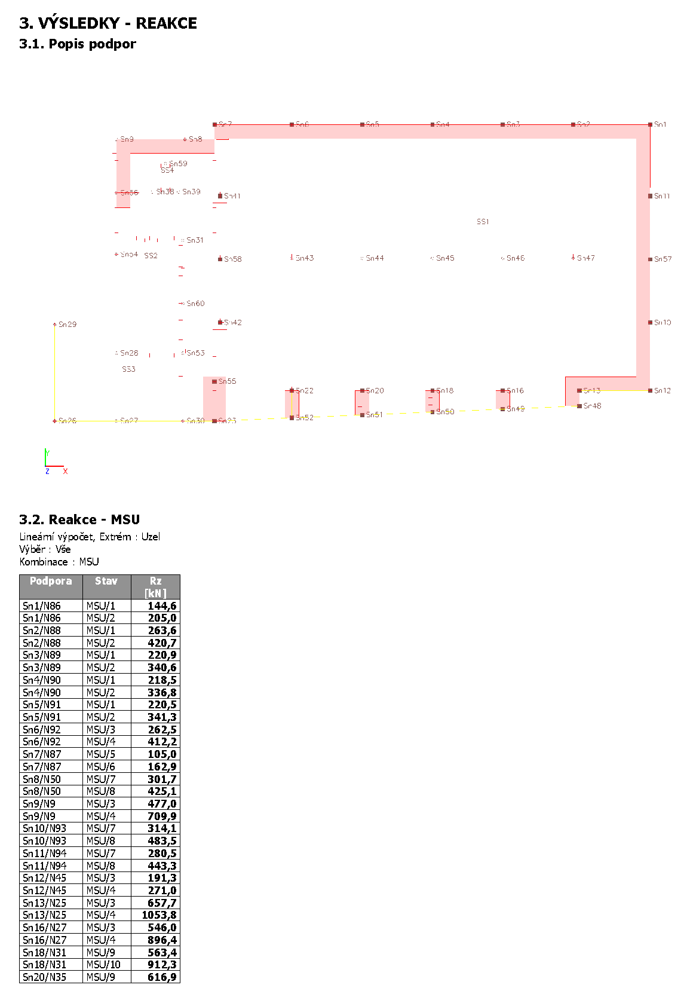 3. VÝSLEDKY - REAKCE
3.1. Popis podpor
Sn7 Sn6 Sn5 Sn4 Sn3 Sn2 Sn1
Sn9 Sn8
Sn59
SS4
Sn38 Sn39
Sn41 Sn11
SS1
Sn31
Sn54 SS2
Sn58 Sn43 Sn44 Sn45 Sn46 Sn47 Sn57
Sn60
Sn29 Sn42 Sn10
Sn28 Sn53
SS3
Sn55
Sn22 Sn20 Sn18 Sn16 Sn13 Sn12
Sn52 Sn51 Sn50 Sn49 Sn48
Sn26 Sn27 Sn30
Y
Z X
3.2. Reakce - MSU
Lineární výpočet, Extrém : Uzel
Výběr : Vše
Kombinace : MSU
Podpora Stav Rz
[kN]
Sn1/N86 MSU/1 144,6
Sn1/N86 MSU/2 205,0
Sn2/N88 MSU/1 263,6
Sn2/N88 MSU/2 420,7
Sn3/N89 MSU/1 220,9
Sn3/N89 MSU/2 340,6
Sn4/N90 MSU/1 218,5
Sn4/N90 MSU/2 336,8
Sn5/N91 MSU/1 220,5
Sn5/N91 MSU/2 341,3
Sn6/N92 MSU/3 262,5
Sn6/N92 MSU/4 412,2
Sn7/N87 MSU/5 105,0
Sn7/N87 MSU/6 162,9
Sn8/N50 MSU/7 301,7
Sn8/N50 MSU/8 425,1
Sn9/N9 MSU/3 477,0
Sn9/N9 MSU/4 709,9
Sn10/N93 MSU/7 314,1
Sn10/N93 MSU/8 483,5
Sn11/N94 MSU/7 280,5
Sn11/N94 MSU/8 443,3
Sn12/N45 MSU/3 191,3
Sn12/N45 MSU/4 271,0
Sn13/N25 MSU/3 657,7
Sn13/N25 MSU/4 1053,8
Sn16/N27 MSU/3 546,0
Sn16/N27 MSU/4 896,4
Sn18/N31 MSU/9 563,4
Sn18/N31 MSU/10 912,3
Sn20/N35 MSU/9 616,9